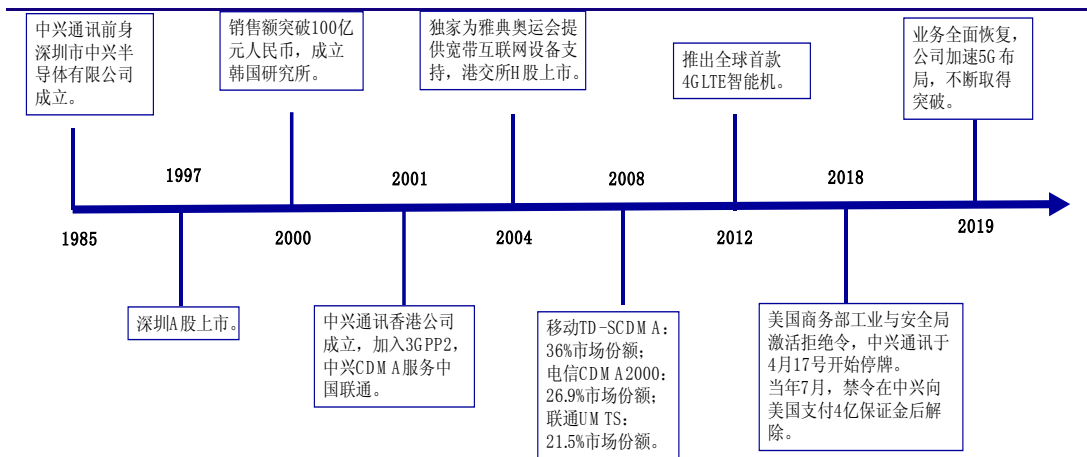 中兴通讯前身
深圳市中兴半
导体有限公司
成立。
销售额突破100亿
元人民币，成立
韩国研究所。
独家为雅典奥运会提
供宽带互联网设备支
持，港交所H股上市。
推出全球首款
4G LTE智能机。
业务全面恢复，
公司加速5G布
局，不断取得
突破。
1997
2001
2008
2018
1985
2000
2004
2012
2019
深圳A股上市。
中兴通讯香港公司
成立，加入3GPP2，
中兴CDMA服务中
国联通。
移动TD-SCDMA：
36%市场份额；
电信CDMA2000：
26.9%市场份额；
联通UMTS：
21.5%市场份额。
美国商务部工业与安全局
激活拒绝令，中兴通讯于
4月17号开始停牌。
当年7月，禁令在中兴向
美国支付4亿保证金后解
除。